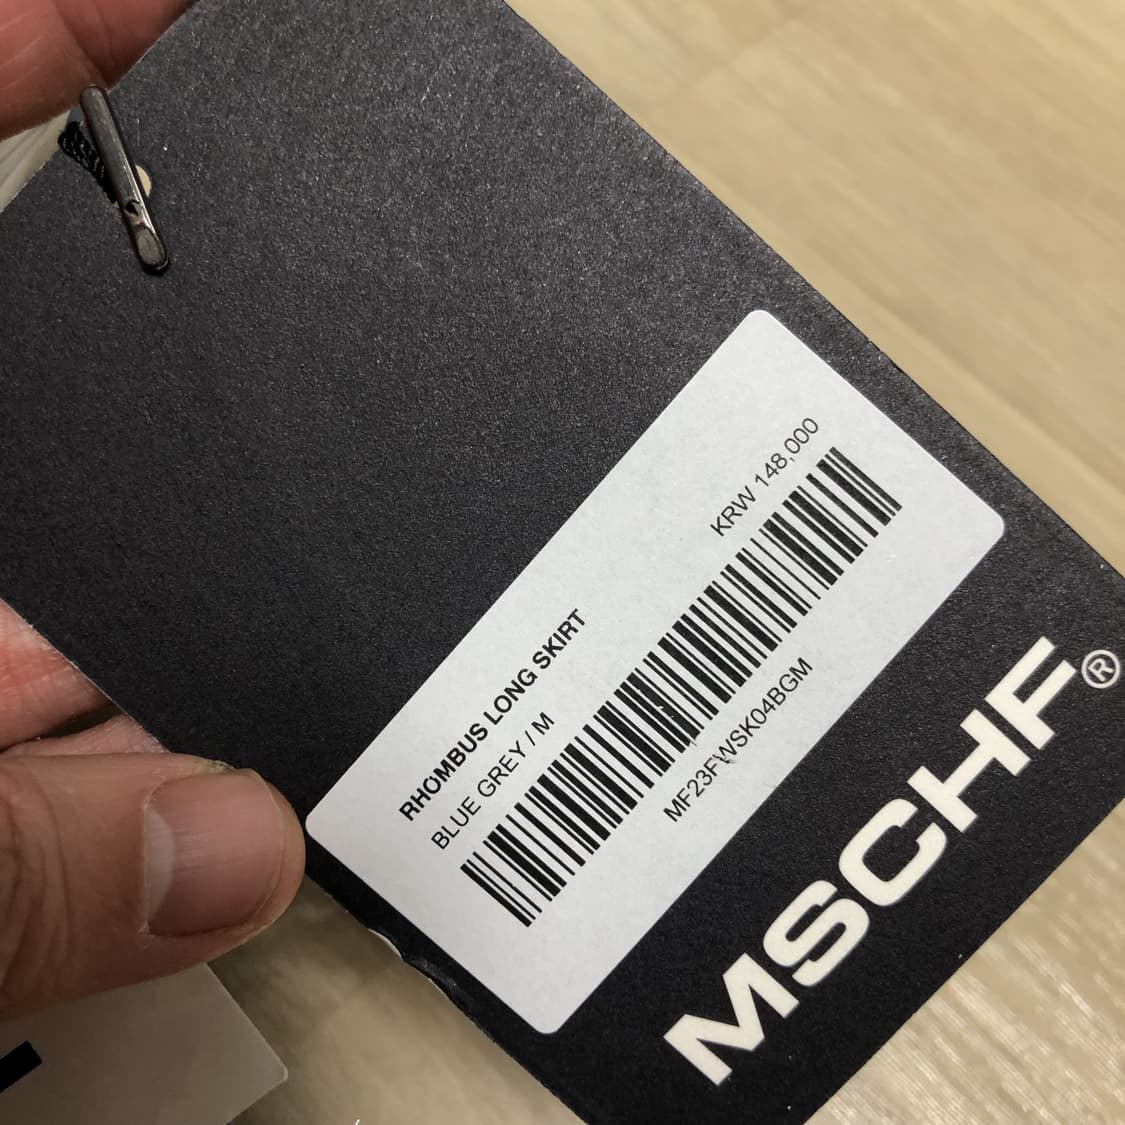 RHOMBUS LONG SKIRT
BLUE GREY / M
KRW 148,000
MF23FWSK04BGM
MSCHF®